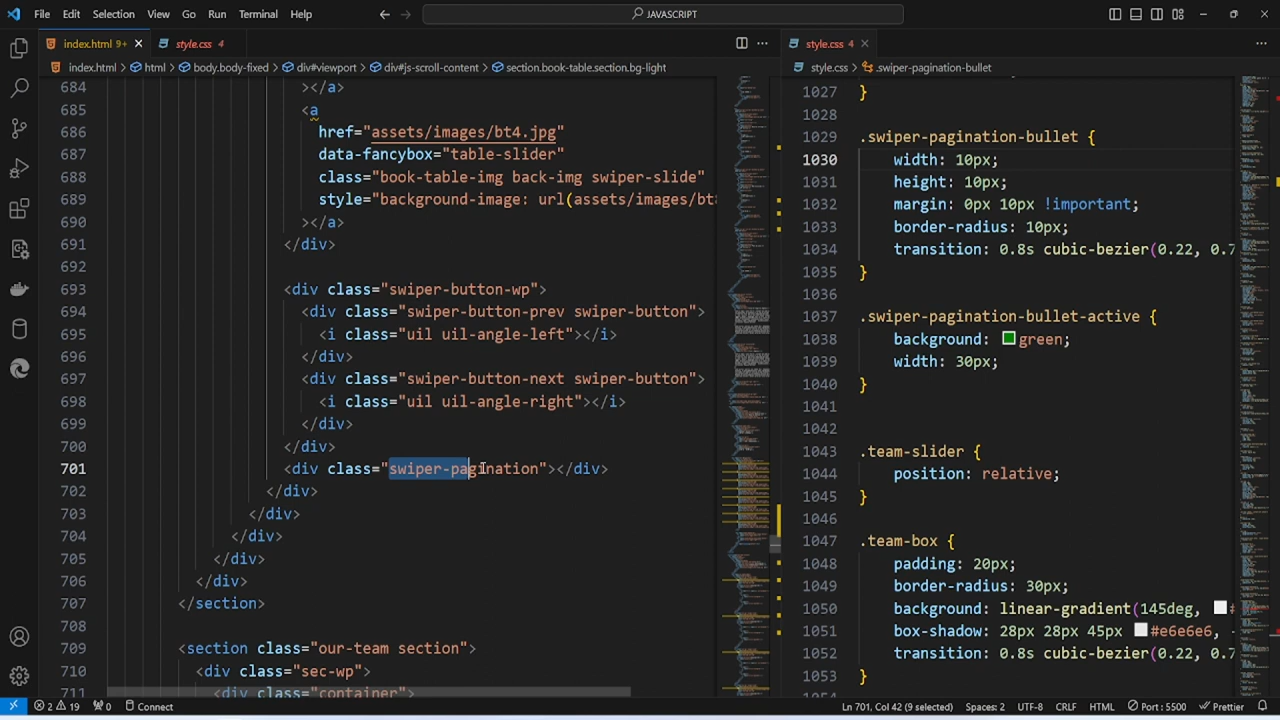 File Edit Selection View Go Run Terminal Help JAVASCRIPT
index.html 9+ style.css 4
index.html > html > body.body-fixed > div#viewport > div#js-scroll-content > section.book-table.section.bg-light
684 ></a>
685 <a
686 href="assets/images/bt4.jpg"
687 data-fancybox="table-slider"
688 class="book-table-img back-img swiper-slide"
689 style="background-image: url(assets/images/bt
690 ></a>
691 </div>
692
693 <div class="swiper-button-wp">
694 <div class="swiper-button-prev swiper-button">
695 <i class="uil uil-angle-left"></i>
696 </div>
697 <div class="swiper-button-next swiper-button">
698 <i class="uil uil-angle-right"></i>
699 </div>
700 </div>
701 <div class="swiper-pagination"></div>
702 </div>
703 </div>
704 </div>
705 </div>
706 </div>
707 </section>
708
709 <section class="our-team section">
710 <div class="sec-wp">
711 <div class="container">
style.css 4
style.css > .swiper-pagination-bullet
1027 }
1028
1029 .swiper-pagination-bullet {
1030 width: 10px;
1031 height: 10px;
1032 margin: 0px 10px !important;
1033 border-radius: 10px;
1034 transition: 0.8s cubic-bezier(0.22, 0.7
1035 }
1036
1037 .swiper-pagination-bullet-active {
1038 background: green;
1039 width: 30px;
1040 }
1041
1042
1043 .team-slider {
1044 position: relative;
1045 }
1046
1047 .team-box {
1048 padding: 20px;
1049 border-radius: 30px;
1050 background: linear-gradient(145deg, #
1051 box-shadow: 28px 28px 45px
1052 transition: 0.8s cubic-bezier(0.22, 0.7
1053 }
1054
2 19 0 Connect Ln 701, Col 42 (9 selected) Spaces: 2 UTF-8 CRLF HTML Port : 5500 Prettier